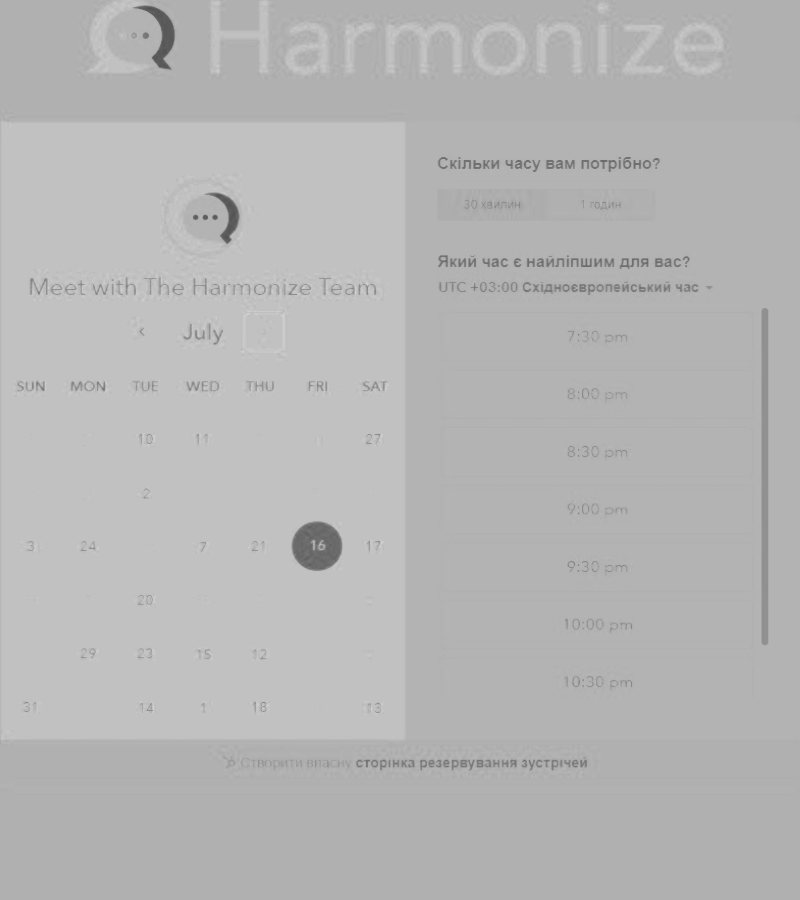 Harmonize
Meet with The Harmonize Team
July
SUN MON TUE WED THU FRI SAT
10 11 27
2
3 24 7 21 16 17
20
29 23 15 12
31 14 1 18 13
Скільки часу вам потрібно?
30 хвилин 1 годин
Який час є найліпшим для вас?
UTC +03:00 Східноєвропейський час
7:30 pm
8:00 pm
8:30 pm
9:00 pm
9:30 pm
10:00 pm
10:30 pm
Створити власну сторінка резервування зустрічей